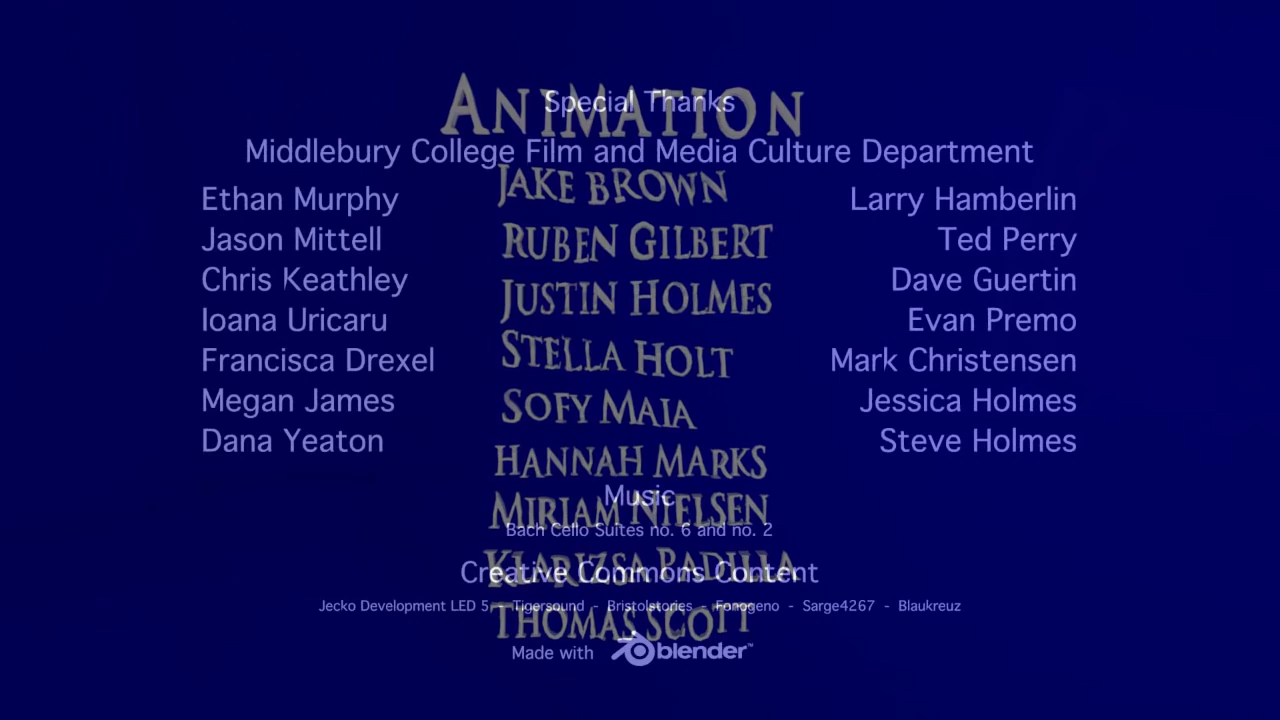 ANIMATION
Special Thanks
Middlebury College Film and Media Culture Department
JAKE BROWN
Ethan Murphy
Larry Hamberlin
RUBEN GILBERT
Jason Mittell
Ted Perry
Chris Keathley
Dave Guertin
JUSTIN HOLMES
Ioana Uricaru
Evan Premo
STELLA HOLT
Francisca Drexel
Mark Christensen
SOFY MAIA
Megan James
Jessica Holmes
Dana Yeaton
Steve Holmes
HANNAH MARKS
Music
MIRIAM NIELSEN
Bach Cello Suites no. 6 and no. 2
KLARIZSA PADILLA
Creative Commons Content
Jecko Development LED 5 - Tigersound - Bristolstories - Fonogeno - Sarge4267 - Blaukreuz
THOMAS SCOTT
Made with blender™